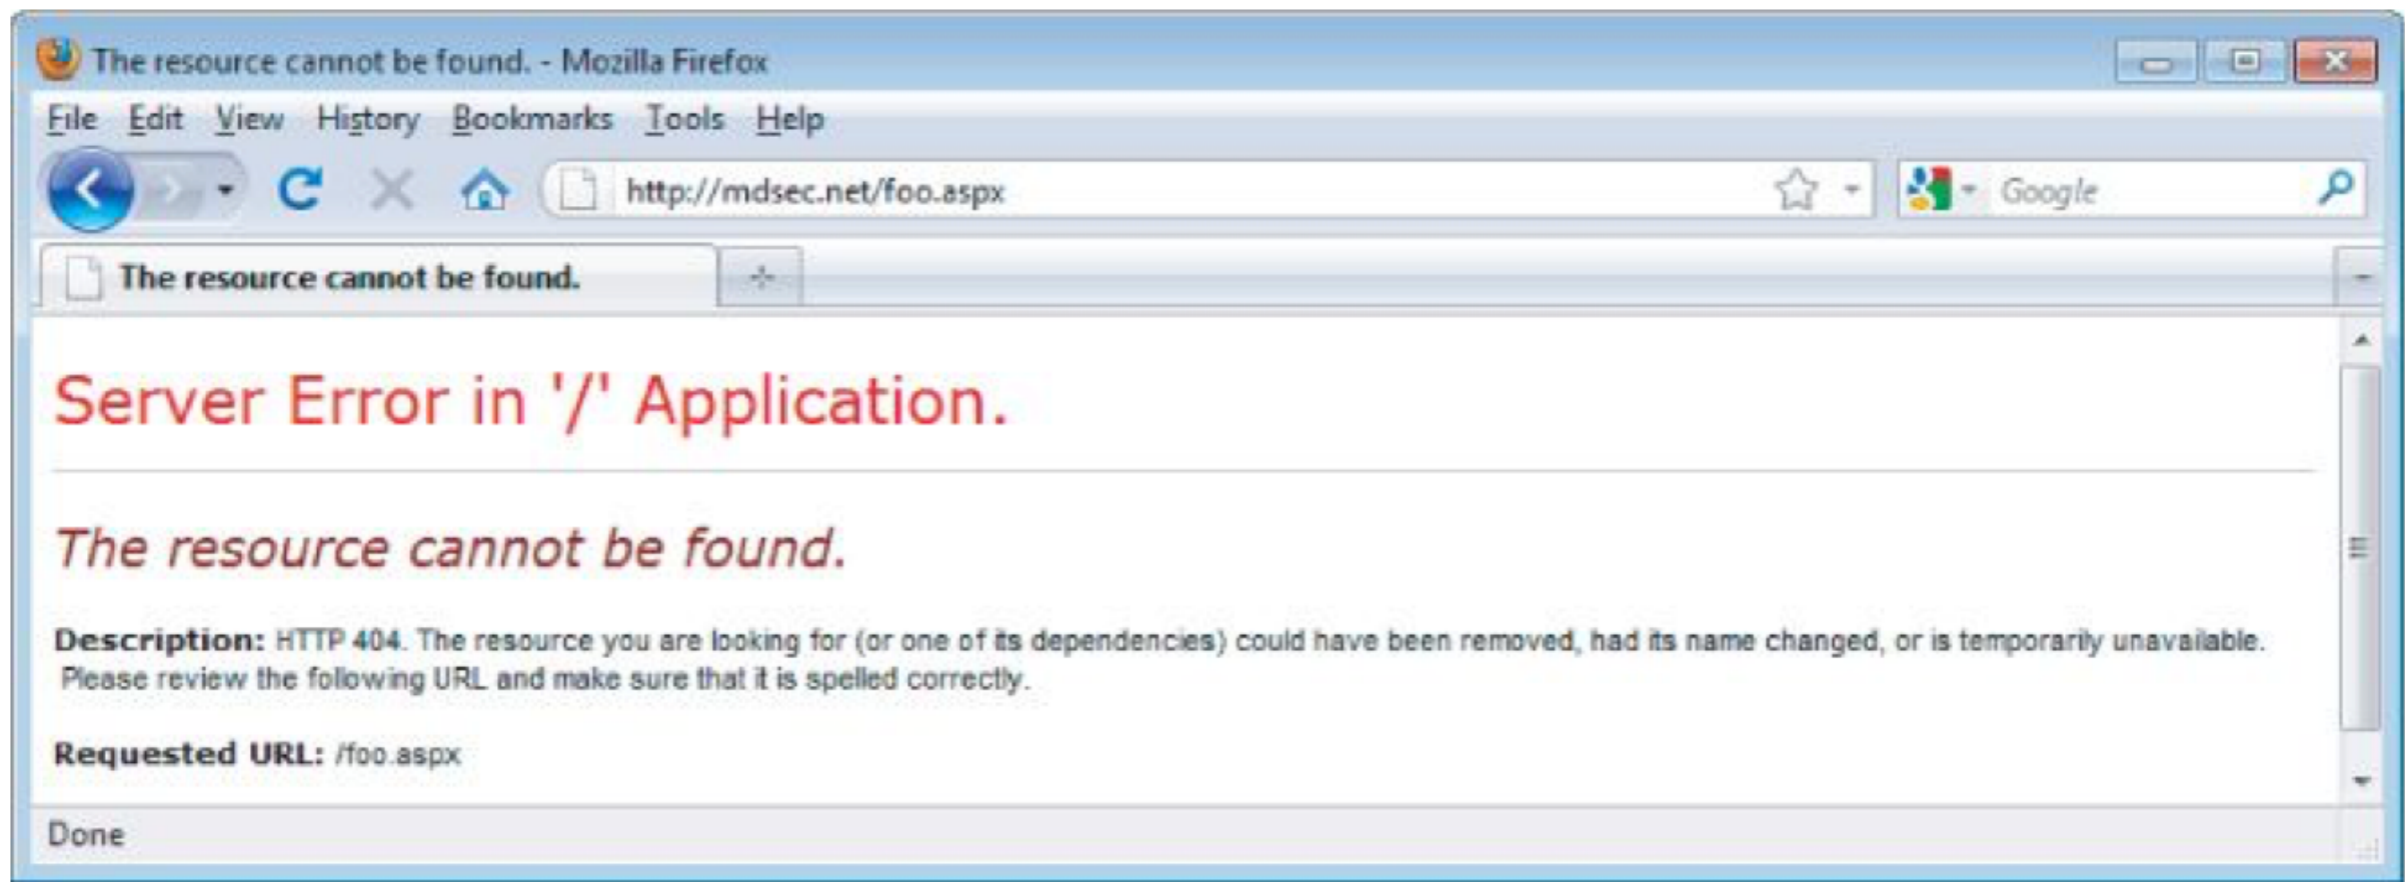 The resource cannot be found. - Mozilla Firefox
File Edit View History Bookmarks Tools Help
http://mdsec.net/foo.aspx Google
The resource cannot be found.
Server Error in '/' Application.
The resource cannot be found.
Description: HTTP 404. The resource you are looking for (or one of its dependencies) could have been removed, had its name changed, or is temporarily unavailable.
Please review the following URL and make sure that it is spelled correctly.
Requested URL: /foo.aspx
Done